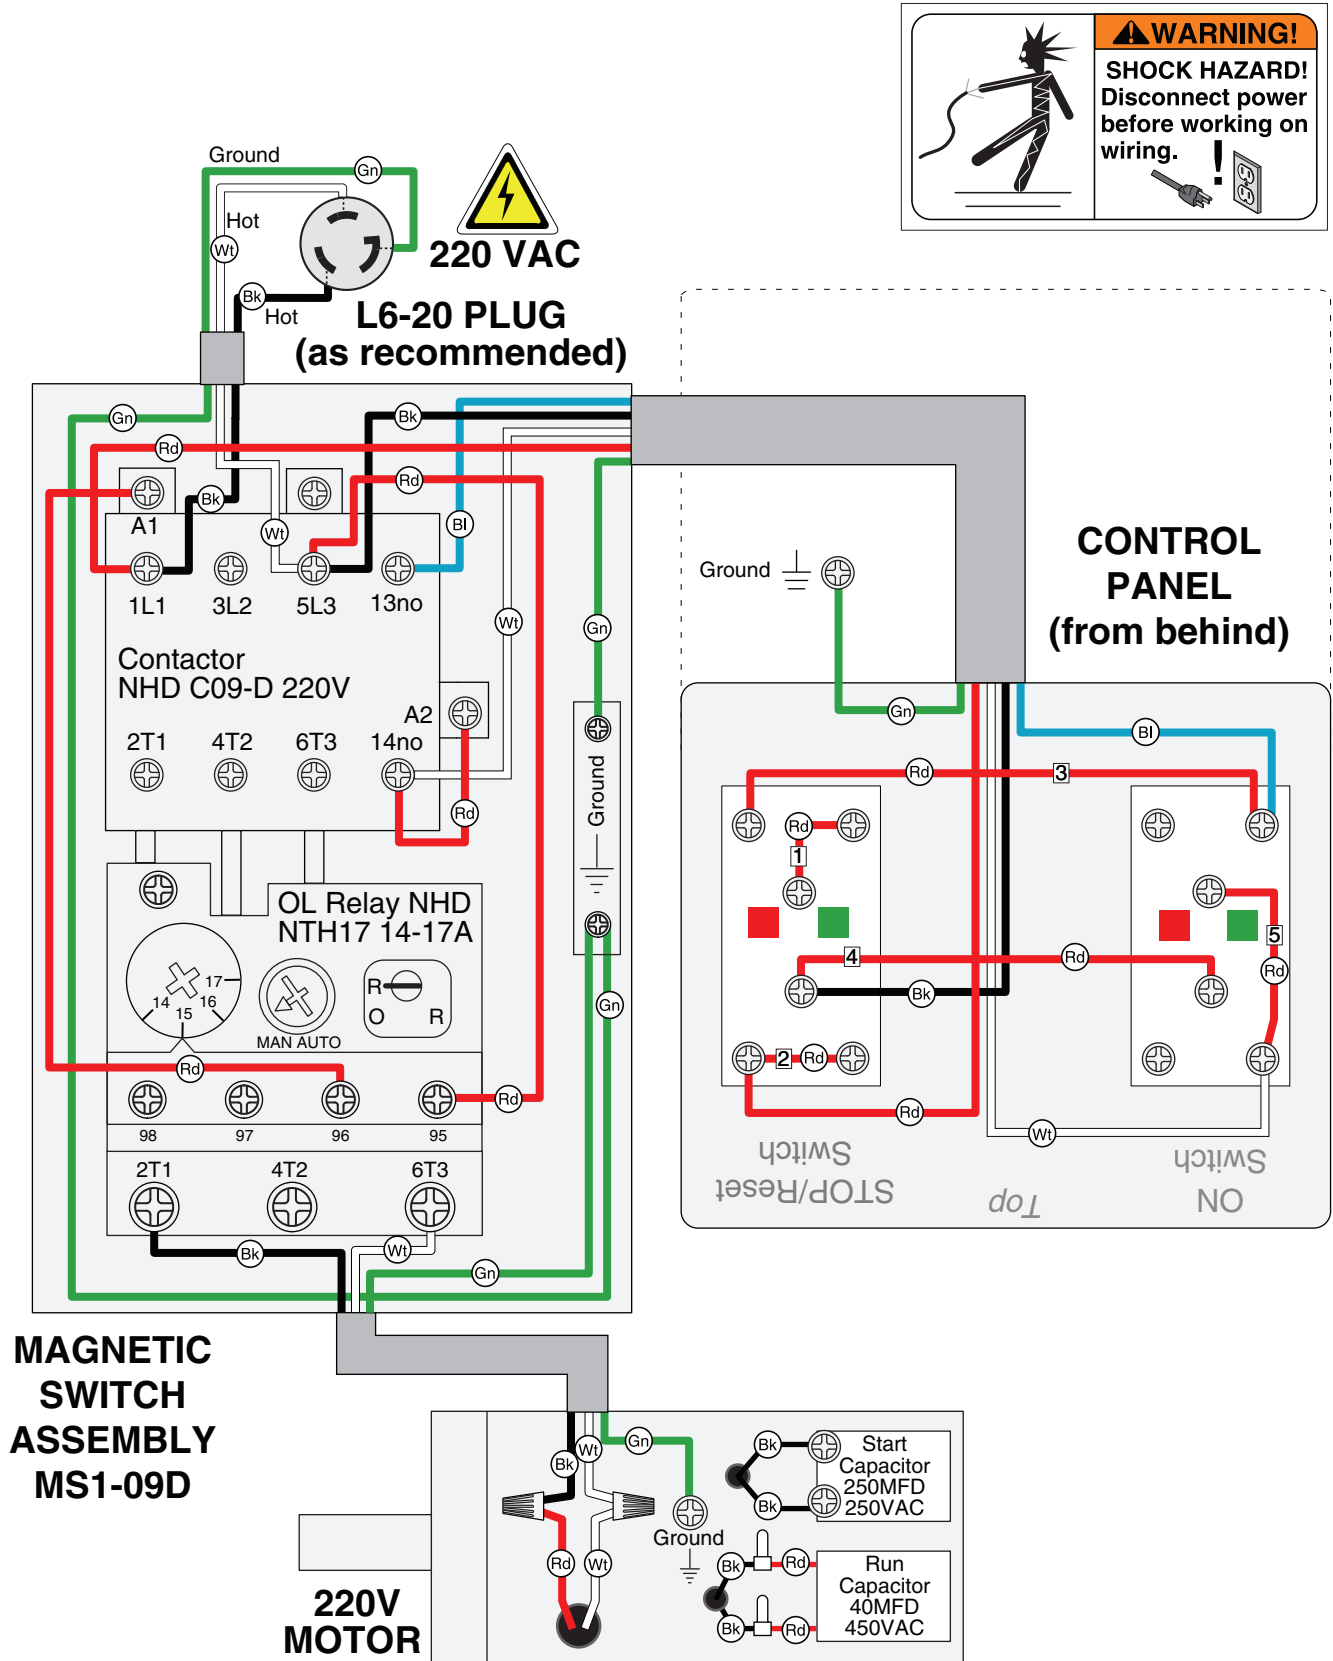 WARNING!
SHOCK HAZARD!
Disconnect power
before working on
wiring.
!
Ground
Gn
Hot
Wt
Bk
Hot
220 VAC
L6-20 PLUG
(as recommended)
Gn
Bk
Rd
Rd
Bk
A1
Wt
Bl
1L1
3L2
5L3
13no
Wt
Gn
Contactor
NHD C09-D 220V
A2
2T1
4T2
6T3
14no
Rd
Ground
OL Relay NHD
NTH17 14-17A
14
15
16
17
MAN AUTO
R
O
R
Gn
Rd
Rd
98
97
96
95
2T1
4T2
6T3
Bk
Wt
Gn
MAGNETIC
SWITCH
ASSEMBLY
MS1-09D
CONTROL
PANEL
(from behind)
Ground
Gn
Bl
Rd
3
Rd
1
4
Rd
5
Rd
Bk
2
Rd
Rd
Wt
STOP/Reset
Switch
Top
ON
Switch
Bk
Wt
Gn
Rd
Wt
Ground
Bk
Bk
Start
Capacitor
250MFD
250VAC
Bk
Rd
Bk
Rd
Run
Capacitor
40MFD
450VAC
220V
MOTOR